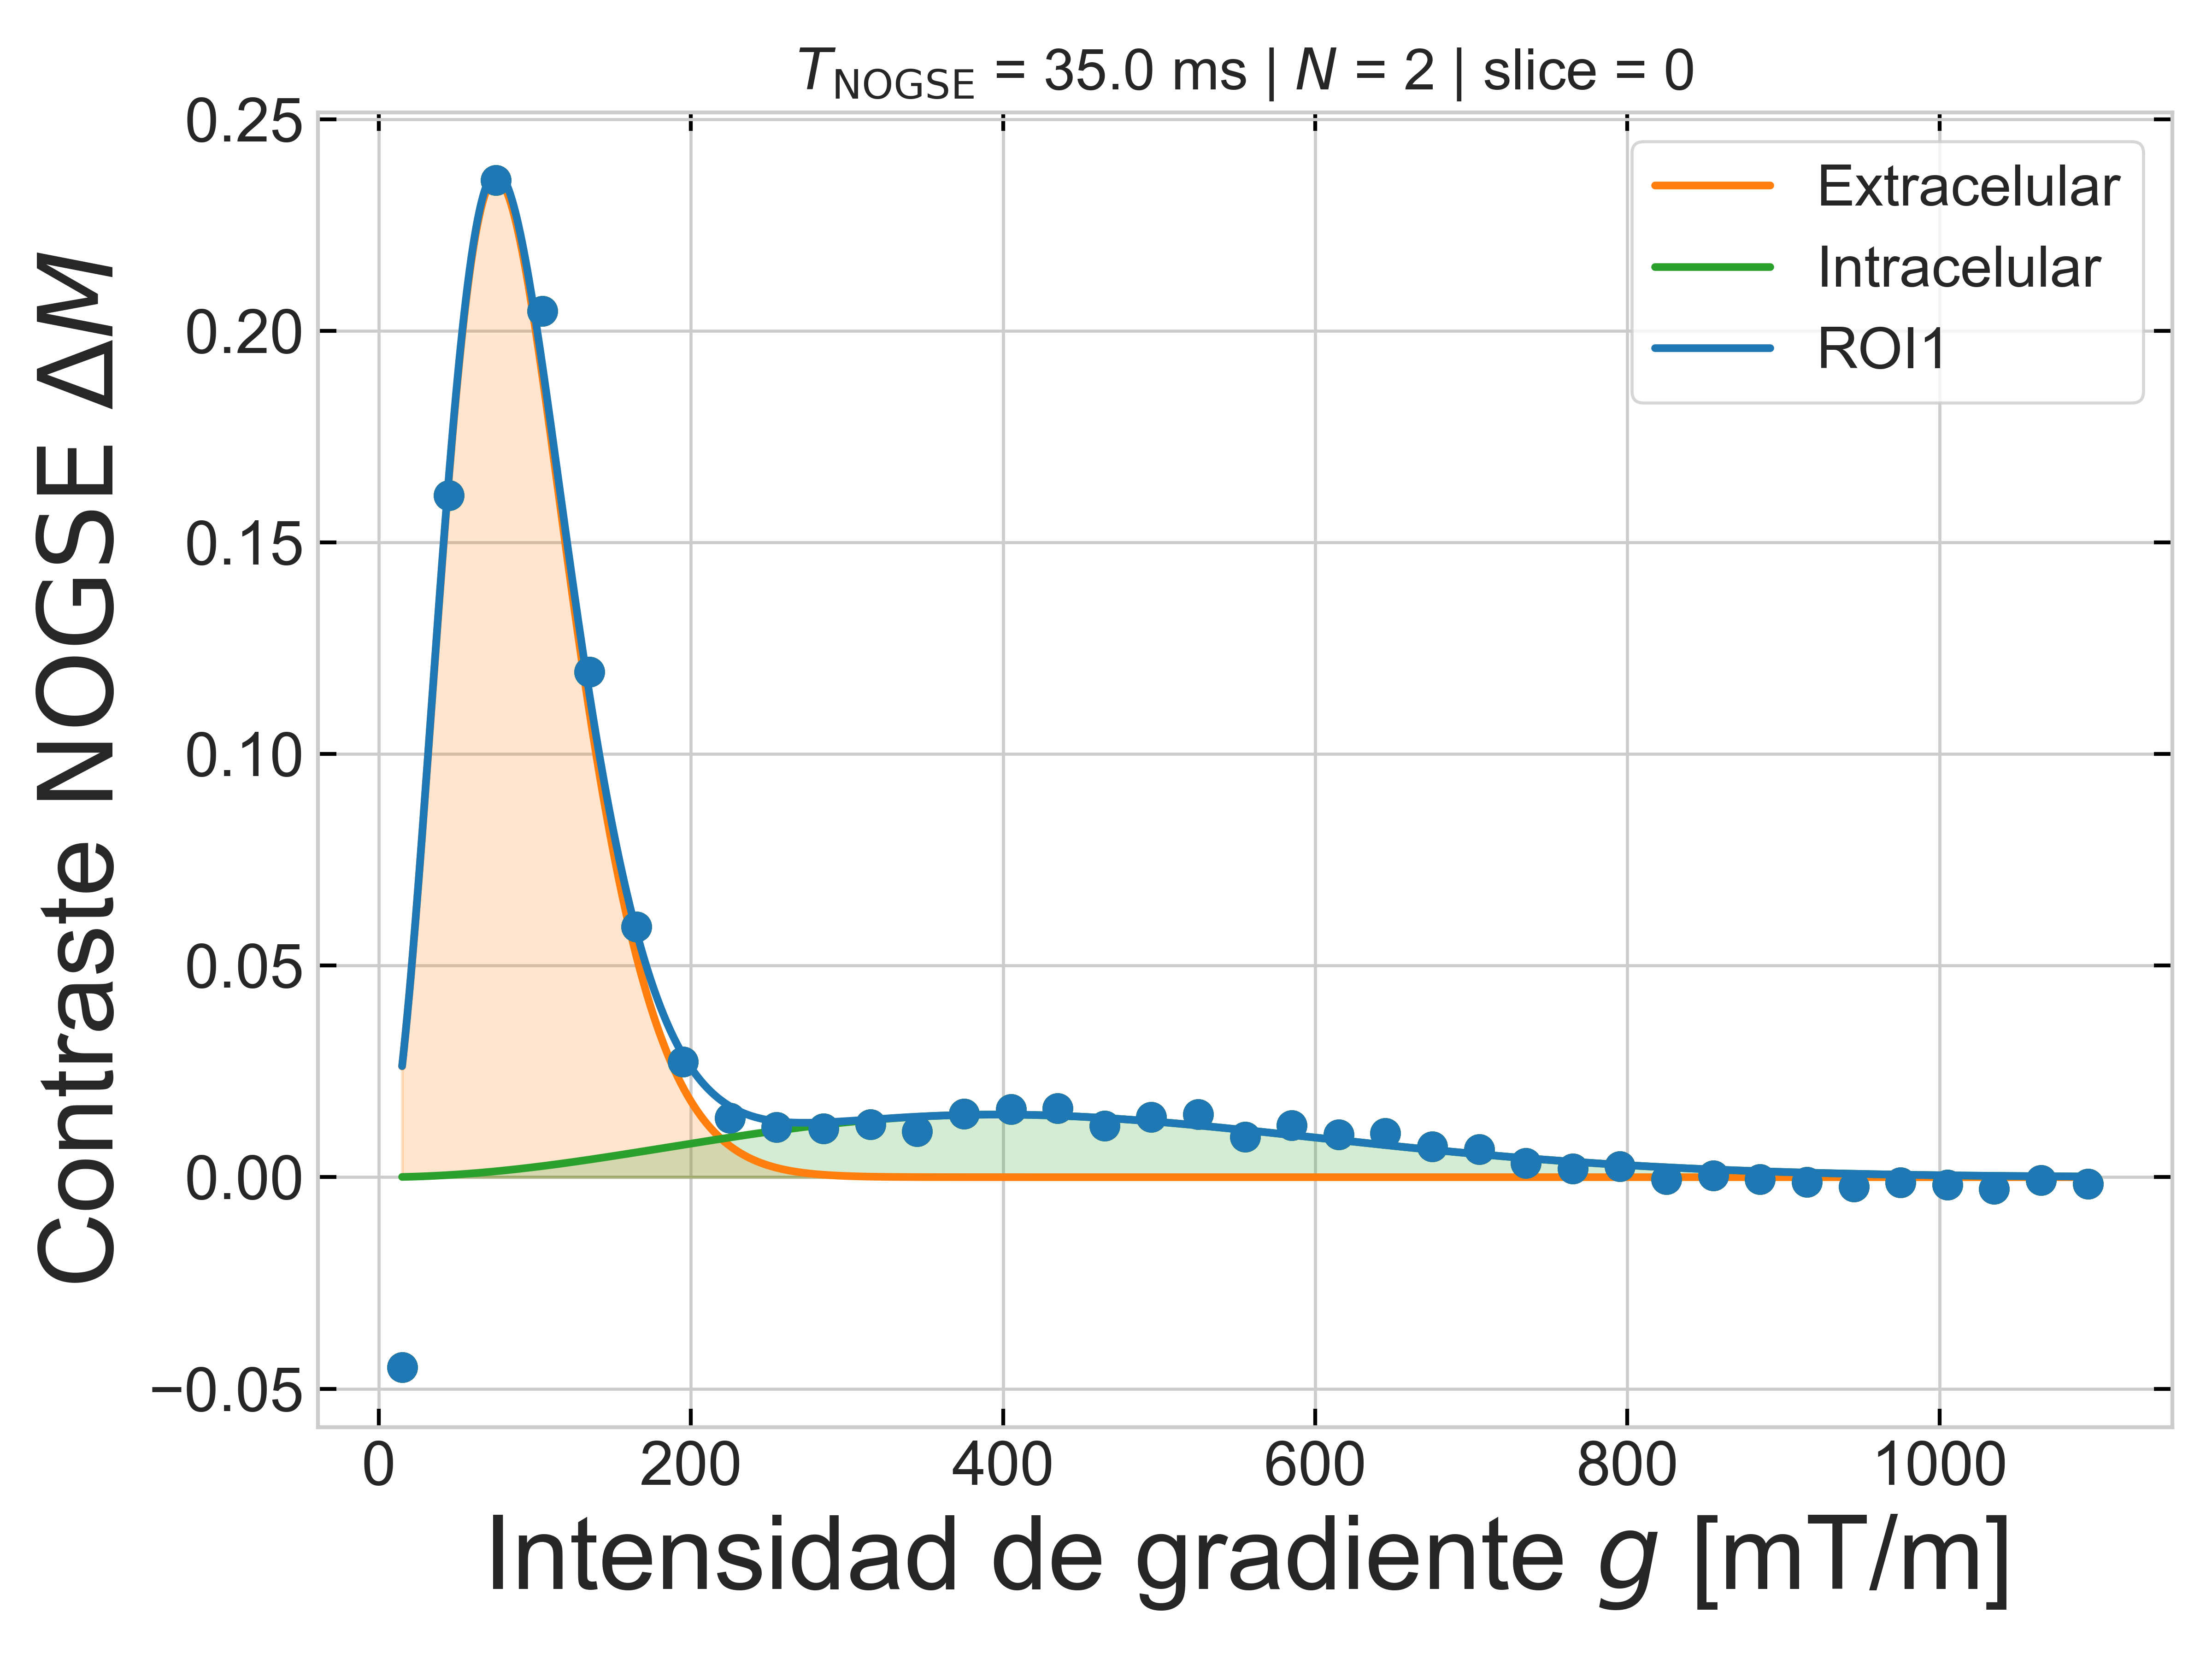 T_NOGSE = 35.0 ms | N = 2 | slice = 0
Contraste NOGSE ΔM
0.25
0.20
0.15
0.10
0.05
0.00
−0.05
Extracelular
Intracelular
ROI1
0 200 400 600 800 1000
Intensidad de gradiente g [mT/m]